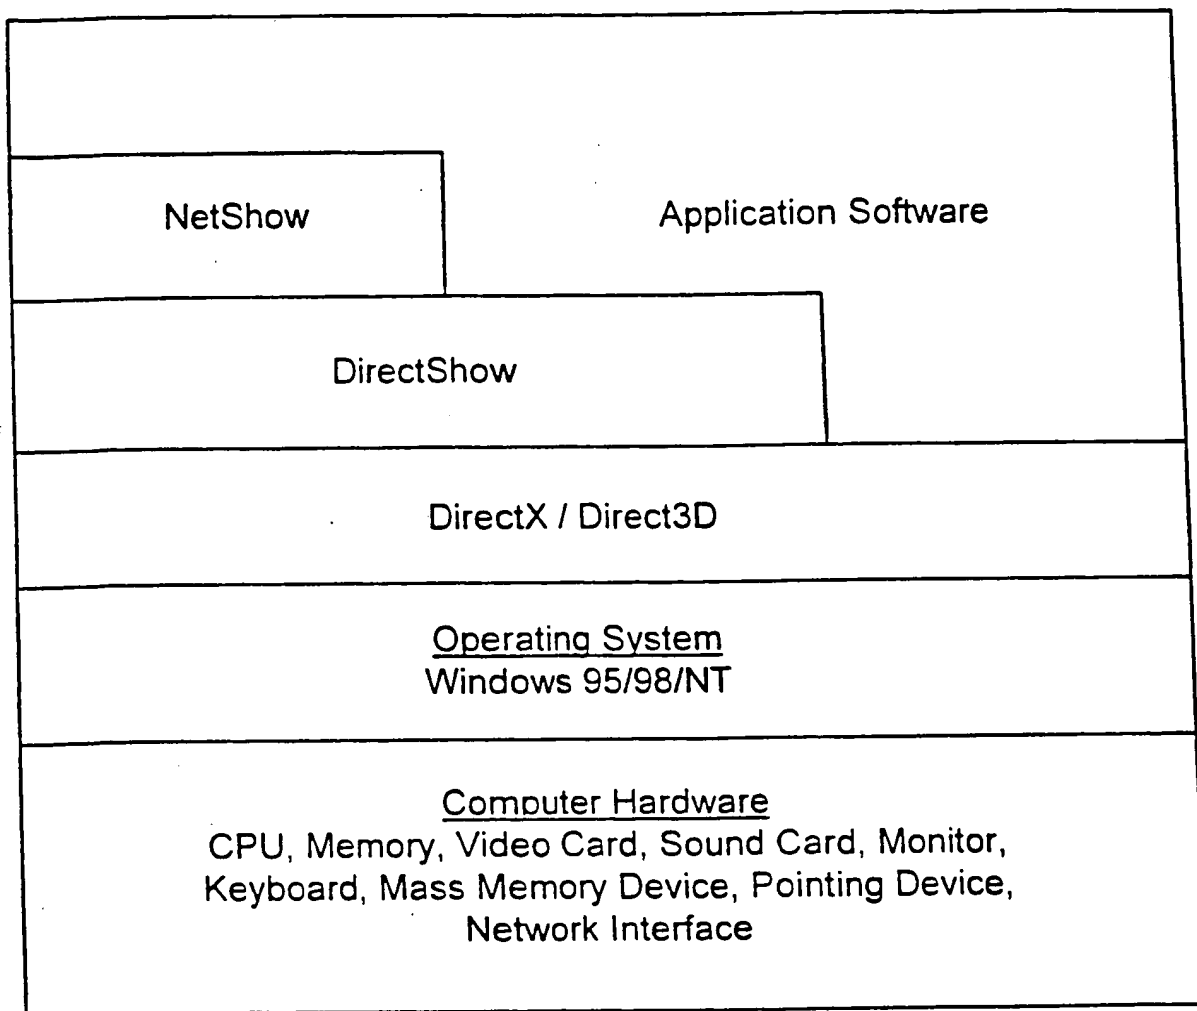 NetShow
Application Software
DirectShow
DirectX / Direct3D
Operating System
Windows 95/98/NT
Computer Hardware
CPU, Memory, Video Card, Sound Card, Monitor,
Keyboard, Mass Memory Device, Pointing Device,
Network Interface